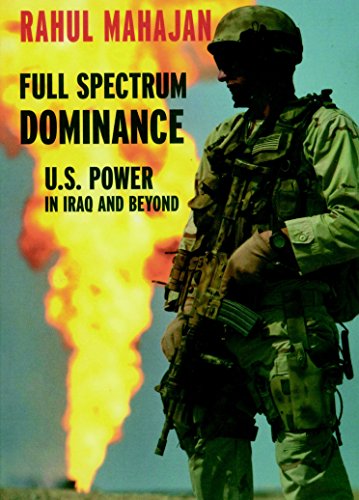 RAHUL MAHAJAN
FULL SPECTRUM
DOMINANCE
U.S. POWER
IN IRAQ AND BEYOND